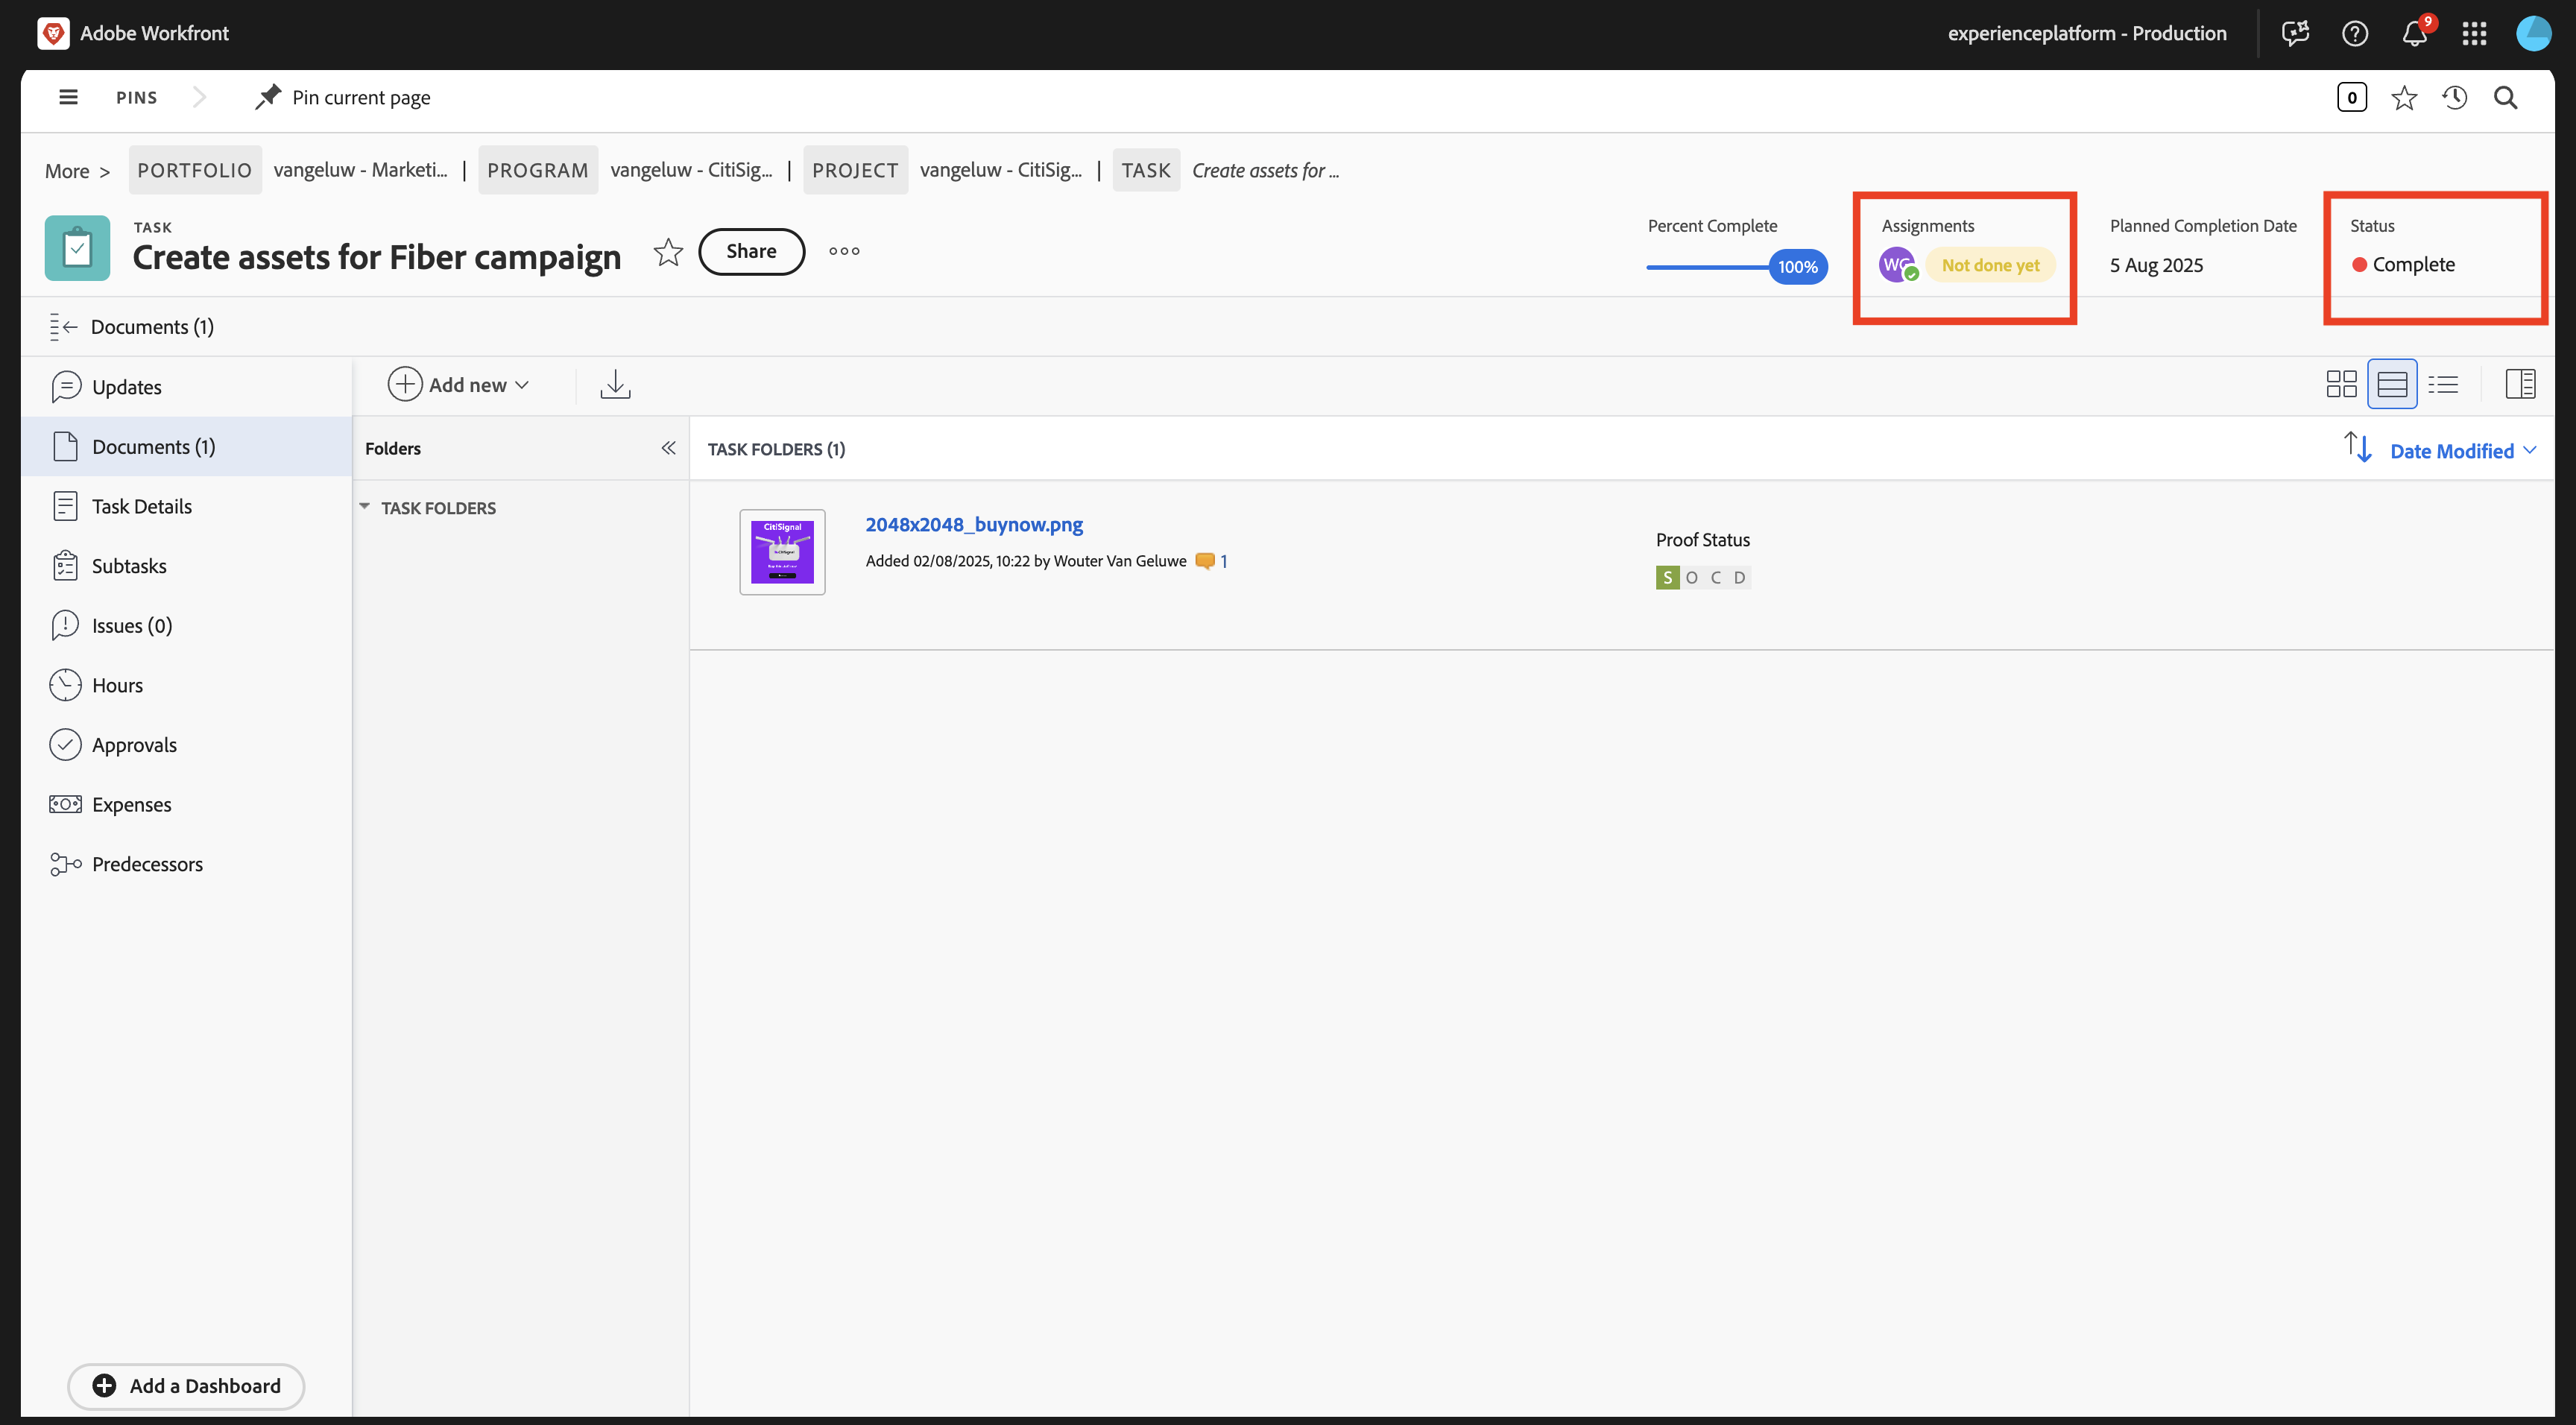 Adobe Workfront
experienceplatform - Production
9
PINS
Pin current page
0
More >
PORTFOLIO vangeluw - Marketi... | PROGRAM vangeluw - CitiSig... | PROJECT vangeluw - CitiSig... | TASK Create assets for ...
TASK
Create assets for Fiber campaign
Share
Percent Complete
100%
Assignments
WG
Not done yet
Planned Completion Date
5 Aug 2025
Status
Complete
Documents (1)
Updates
Documents (1)
Task Details
Subtasks
Issues (0)
Hours
Approvals
Expenses
Predecessors
Add a Dashboard
Add new
Folders
TASK FOLDERS
TASK FOLDERS (1)
Date Modified
CitiSignal
2048x2048_buynow.png
Added 02/08/2025, 10:22 by Wouter Van Geluwe 1
Proof Status
S O C D